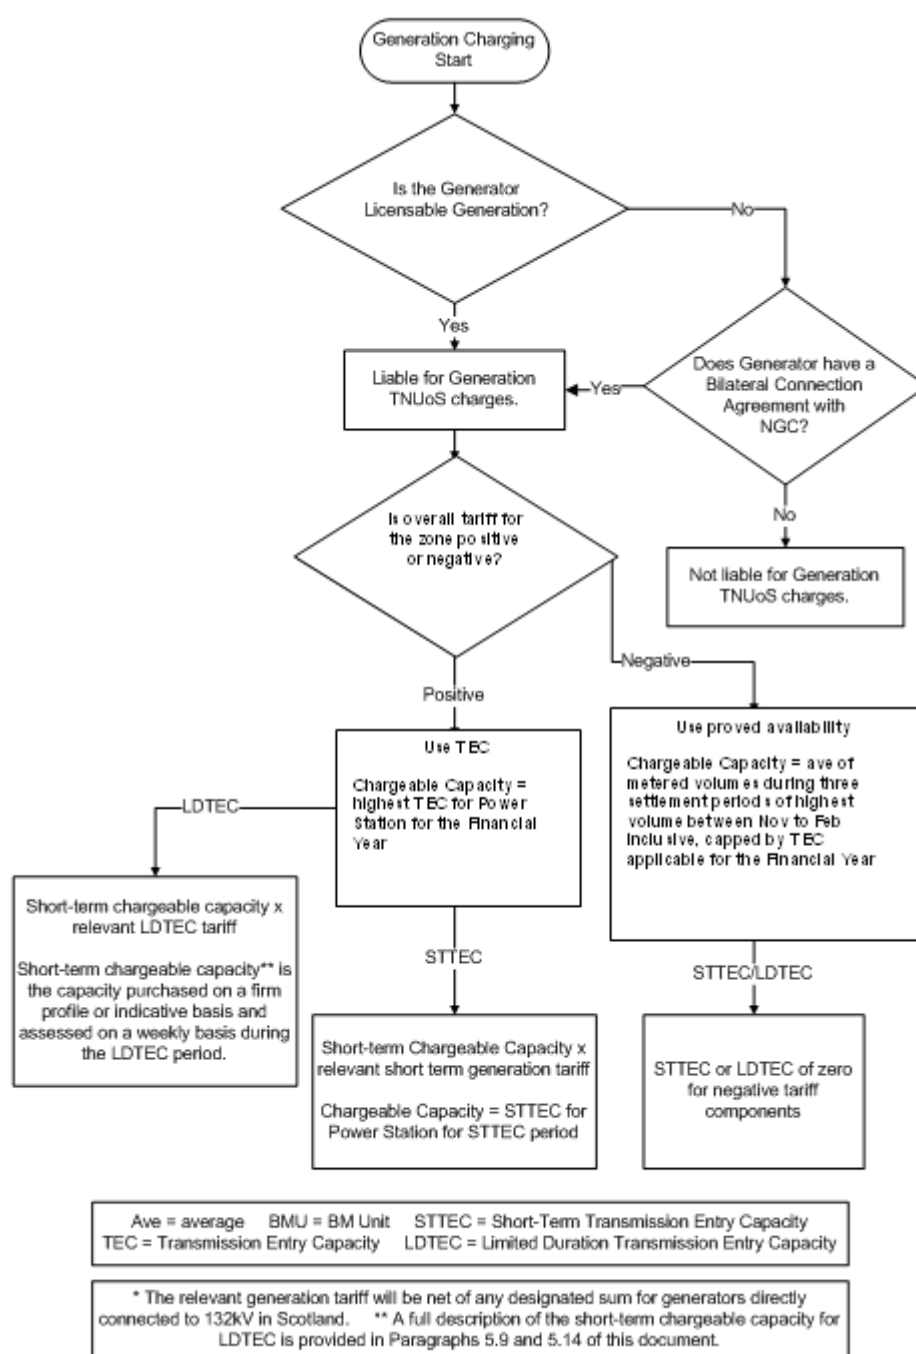 Generation Charging
Start
Is the Generator
Licensable Generation?
No
Yes
Does Generator have a
Bilateral Connection
Agreement with
NGC?
Yes
Liable for Generation
TNUoS charges.
No
Not liable for Generation
TNUoS charges.
Is overall tariff for
the zone positive
or negative?
Negative
Positive
Use TEC
Chargeable Capacity =
highest TEC for Power
Station for the Financial
Year
Use proved availability
Chargeable Capacity = ave of
metered volumes during three
settlement periods of highest
volume between Nov to Feb
inclusive, capped by TEC
applicable for the Financial Year
LDTEC
Short-term chargeable capacity x
relevant LDTEC tariff
Short-term chargeable capacity** is
the capacity purchased on a firm
profile or indicative basis and
assessed on a weekly basis during
the LDTEC period.
STTEC
Short-term Chargeable Capacity x
relevant short term generation tariff
Chargeable Capacity = STTEC for
Power Station for STTEC period
STTEC/LDTEC
STTEC or LDTEC of zero
for negative tariff
components
Ave = average BMU = BM Unit STTEC = Short-Term Transmission Entry Capacity
TEC = Transmission Entry Capacity LDTEC = Limited Duration Transmission Entry Capacity
* The relevant generation tariff will be net of any designated sum for generators directly
connected to 132kV in Scotland. ** A full description of the short-term chargeable capacity for
LDTEC is provided in Paragraphs 5.9 and 5.14 of this document.